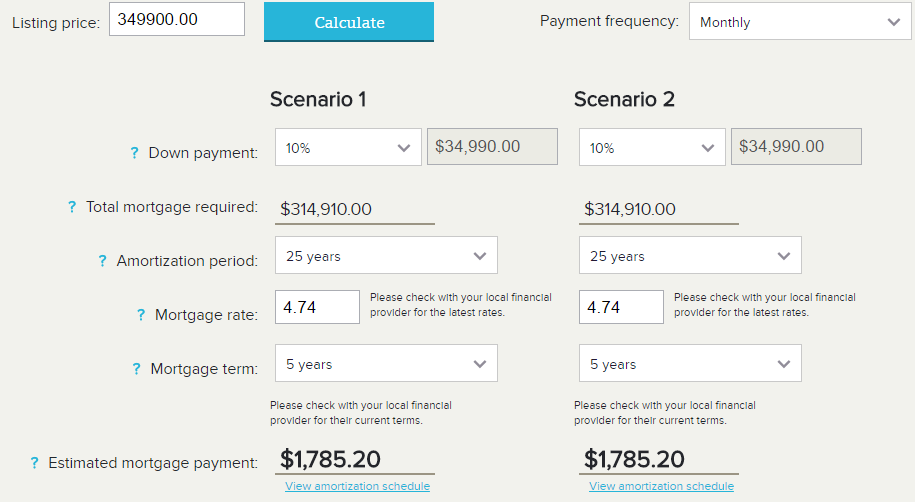 Listing price: 349900.00 Calculate Payment frequency: Monthly
Scenario 1 Scenario 2
? Down payment: 10% $34,990.00 10% $34,990.00
? Total mortgage required: $314,910.00 $314,910.00
? Amortization period: 25 years 25 years
? Mortgage rate: 4.74 Please check with your local financial 4.74 Please check with your local financial
provider for the latest rates. provider for the latest rates.
? Mortgage term: 5 years 5 years
Please check with your local financial Please check with your local financial
provider for their current terms. provider for their current terms.
? Estimated mortgage payment: $1,785.20 $1,785.20
View amortization schedule View amortization schedule